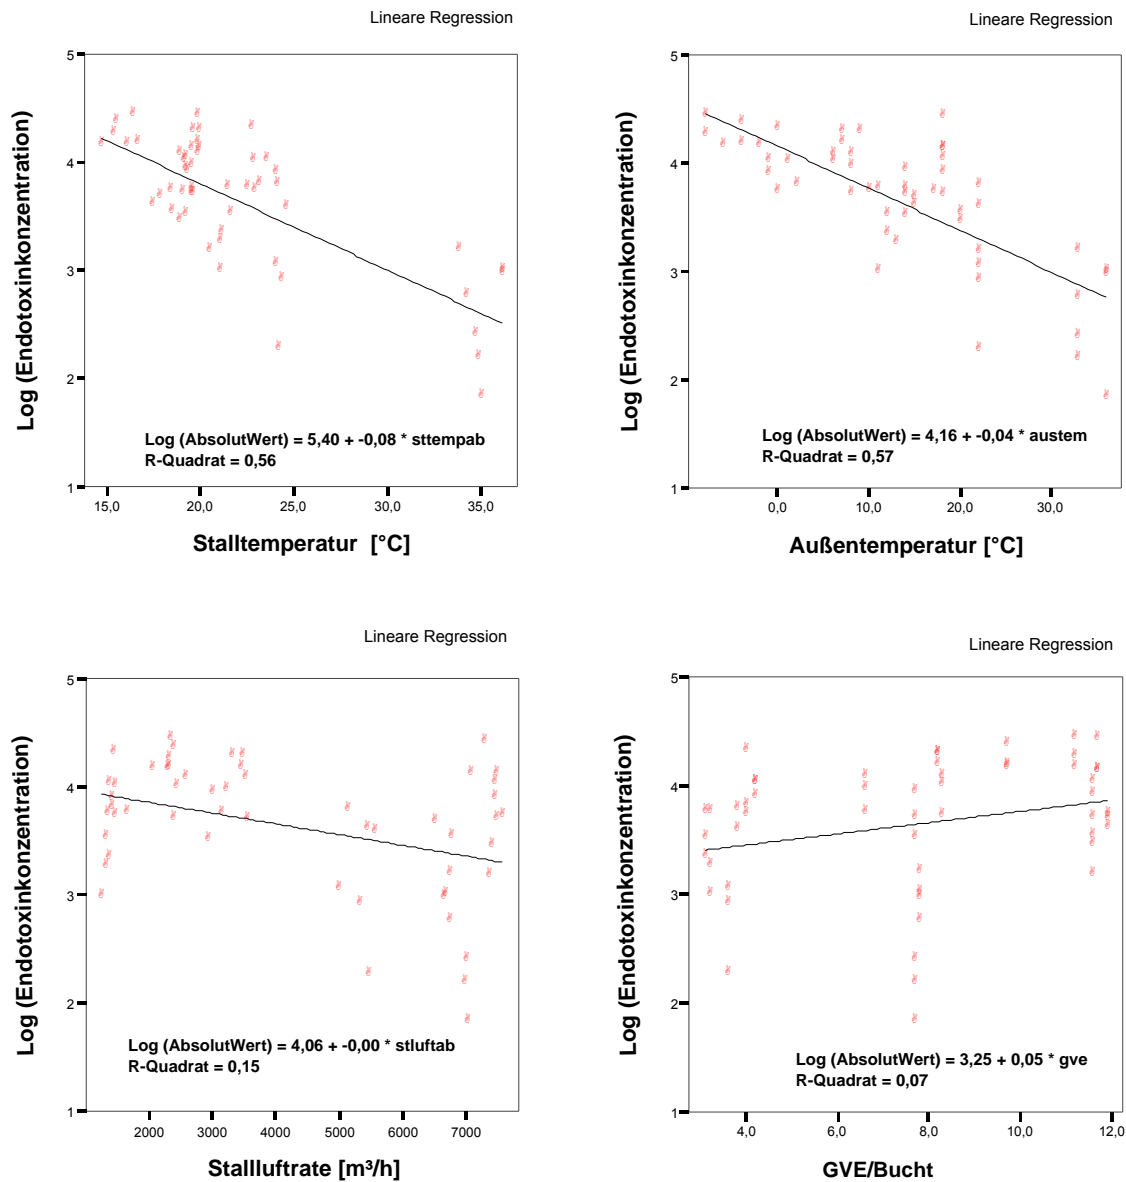 Lineare Regression
Log (Endotoxinkonzentration)
5
4
3
2
1
Log (AbsolutWert) = 5,40 + -0,08 * sttempab
R-Quadrat = 0,56
15,0 20,0 25,0 30,0 35,0
Stalltemperatur [°C]
Lineare Regression
Log (Endotoxinkonzentration)
5
4
3
2
1
Log (AbsolutWert) = 4,16 + -0,04 * austem
R-Quadrat = 0,57
0,0 10,0 20,0 30,0
Außentemperatur [°C]
Lineare Regression
Log (Endotoxinkonzentration)
5
4
3
2
1
Log (AbsolutWert) = 4,06 + -0,00 * stluftab
R-Quadrat = 0,15
2000 3000 4000 5000 6000 7000
Stallluftrate [m³/h]
Lineare Regression
Log (Endotoxinkonzentration)
5
4
3
2
1
Log (AbsolutWert) = 3,25 + 0,05 * gve
R-Quadrat = 0,07
4,0 6,0 8,0 10,0 12,0
GVE/Bucht